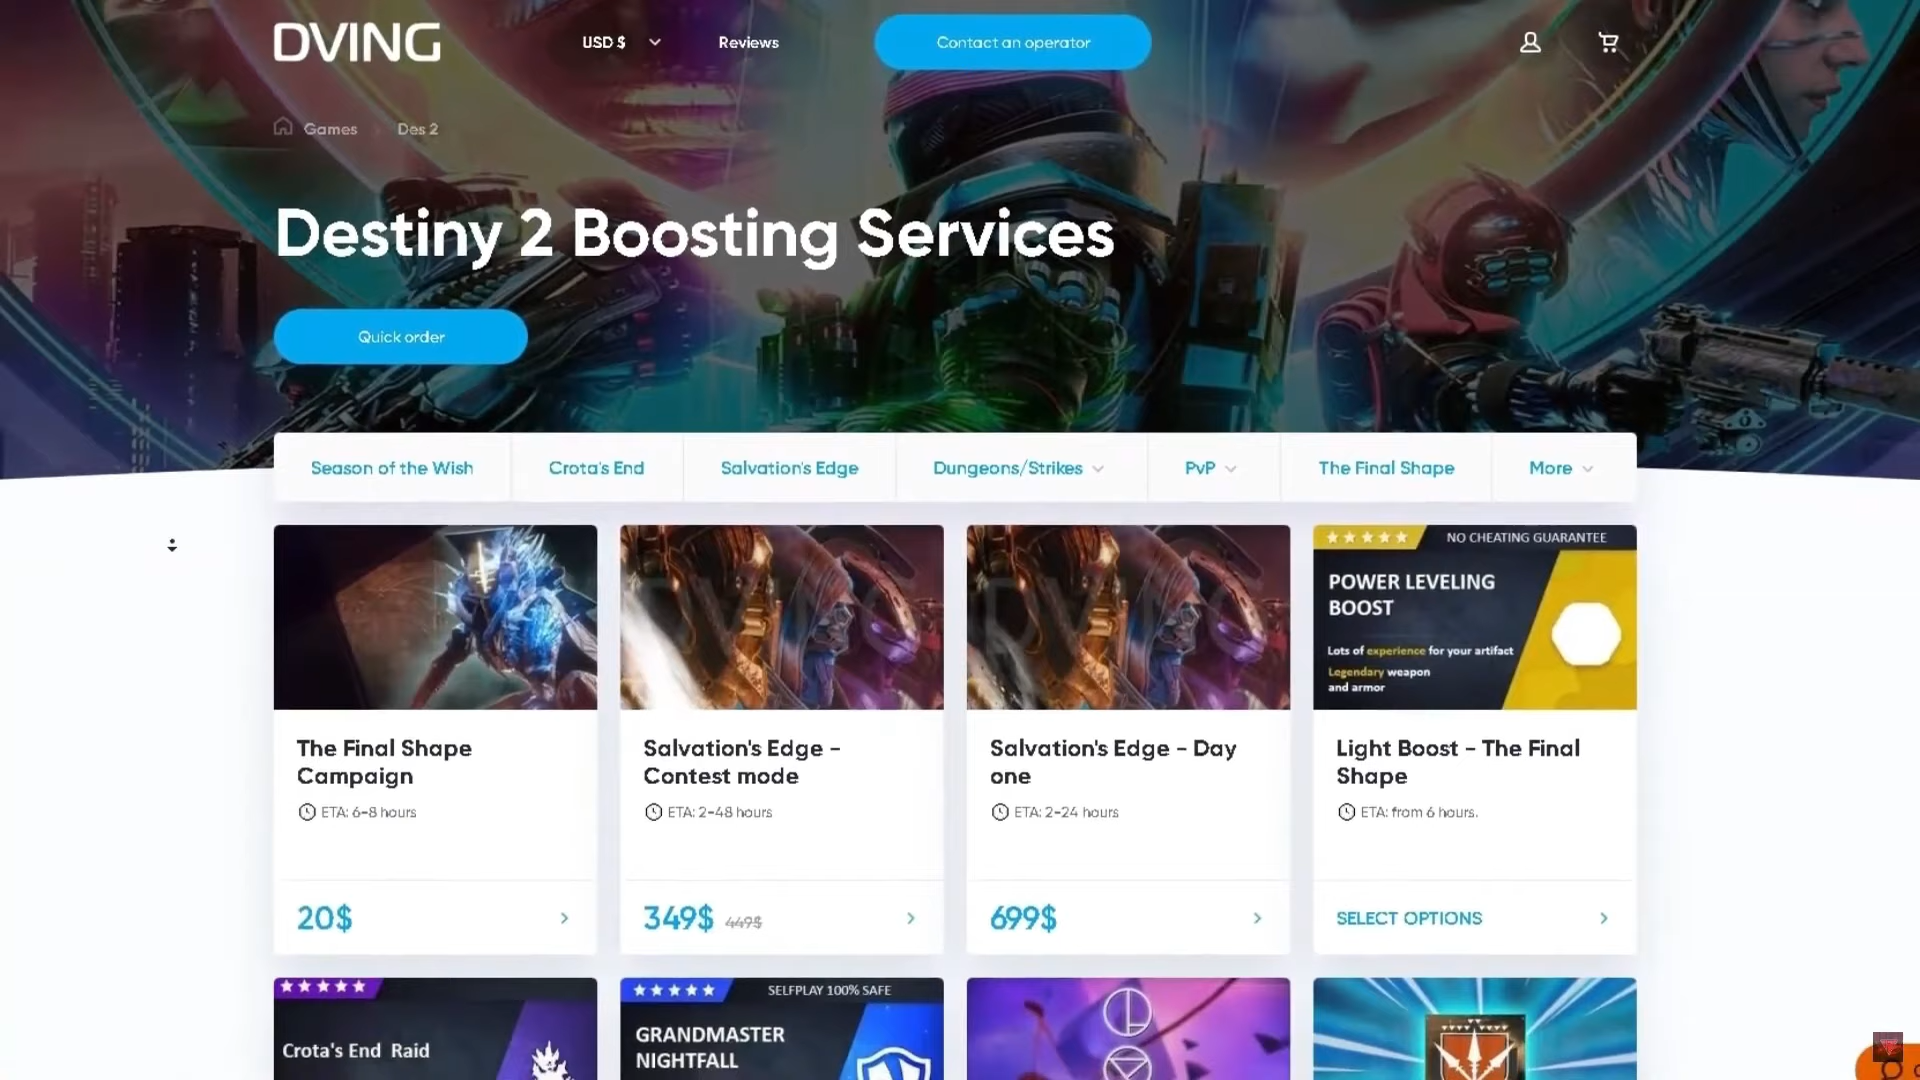 DVING
USD $
Reviews
Contact an operator
Games
Des 2
Destiny 2 Boosting Services
Quick order
Season of the Wish
Crota's End
Salvation's Edge
Dungeons/Strikes
PvP
The Final Shape
More
NO CHEATING GUARANTEE
POWER LEVELING
BOOST
Lots of experience for your artifact
Legendary weapon
and armor
The Final Shape
Campaign
ETA: 6-8 hours
20$
Salvation's Edge -
Contest mode
ETA: 2-48 hours
349$ 449$
Salvation's Edge - Day
one
ETA: 2-24 hours
699$
Light Boost - The Final
Shape
ETA: from 6 hours.
SELECT OPTIONS
Crota's End Raid
SELFPLAY 100% SAFE
GRANDMASTER
NIGHTFALL